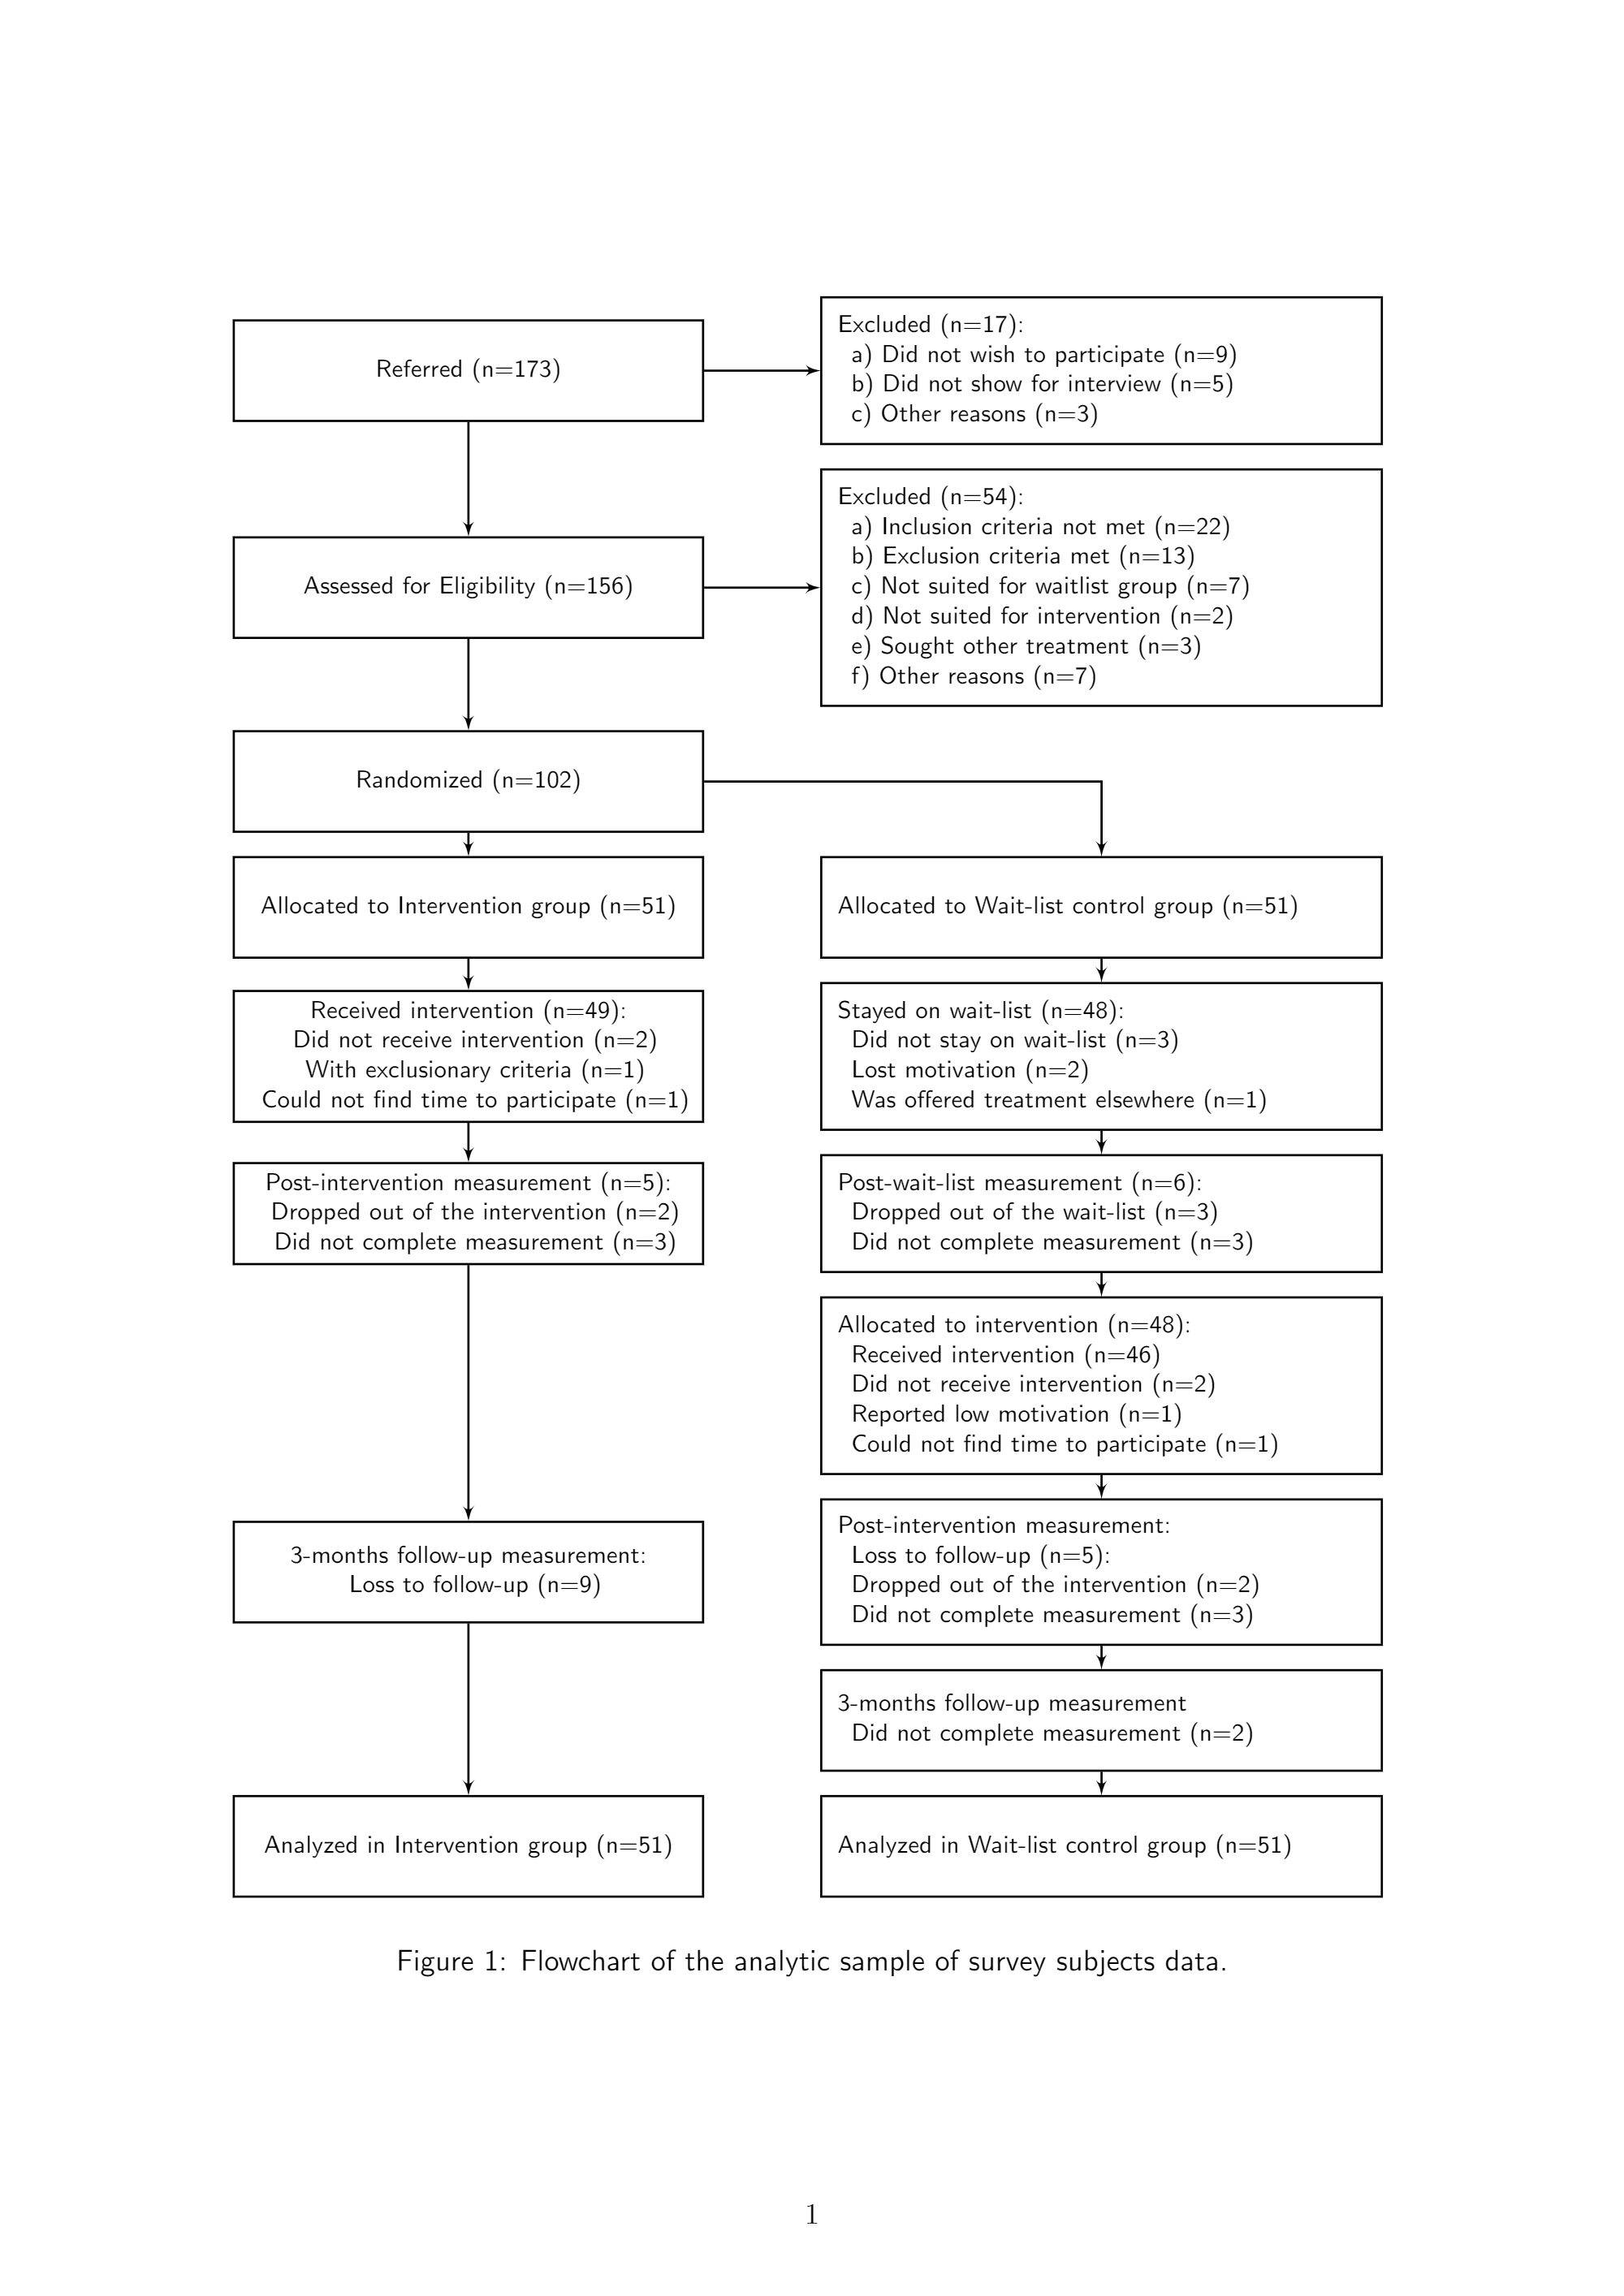 Referred (n=173)
Excluded (n=17):
a) Did not wish to participate (n=9)
b) Did not show for interview (n=5)
c) Other reasons (n=3)
Assessed for Eligibility (n=156)
Excluded (n=54):
a) Inclusion criteria not met (n=22)
b) Exclusion criteria met (n=13)
c) Not suited for waitlist group (n=7)
d) Not suited for intervention (n=2)
e) Sought other treatment (n=3)
f) Other reasons (n=7)
Randomized (n=102)
Allocated to Intervention group (n=51)
Allocated to Wait-list control group (n=51)
Received intervention (n=49):
Did not receive intervention (n=2)
With exclusionary criteria (n=1)
Could not find time to participate (n=1)
Stayed on wait-list (n=48):
Did not stay on wait-list (n=3)
Lost motivation (n=2)
Was offered treatment elsewhere (n=1)
Post-intervention measurement (n=5):
Dropped out of the intervention (n=2)
Did not complete measurement (n=3)
Post-wait-list measurement (n=6):
Dropped out of the wait-list (n=3)
Did not complete measurement (n=3)
Allocated to intervention (n=48):
Received intervention (n=46)
Did not receive intervention (n=2)
Reported low motivation (n=1)
Could not find time to participate (n=1)
3-months follow-up measurement:
Loss to follow-up (n=9)
Post-intervention measurement:
Loss to follow-up (n=5):
Dropped out of the intervention (n=2)
Did not complete measurement (n=3)
3-months follow-up measurement
Did not complete measurement (n=2)
Analyzed in Intervention group (n=51)
Analyzed in Wait-list control group (n=51)
Figure 1: Flowchart of the analytic sample of survey subjects data.
1